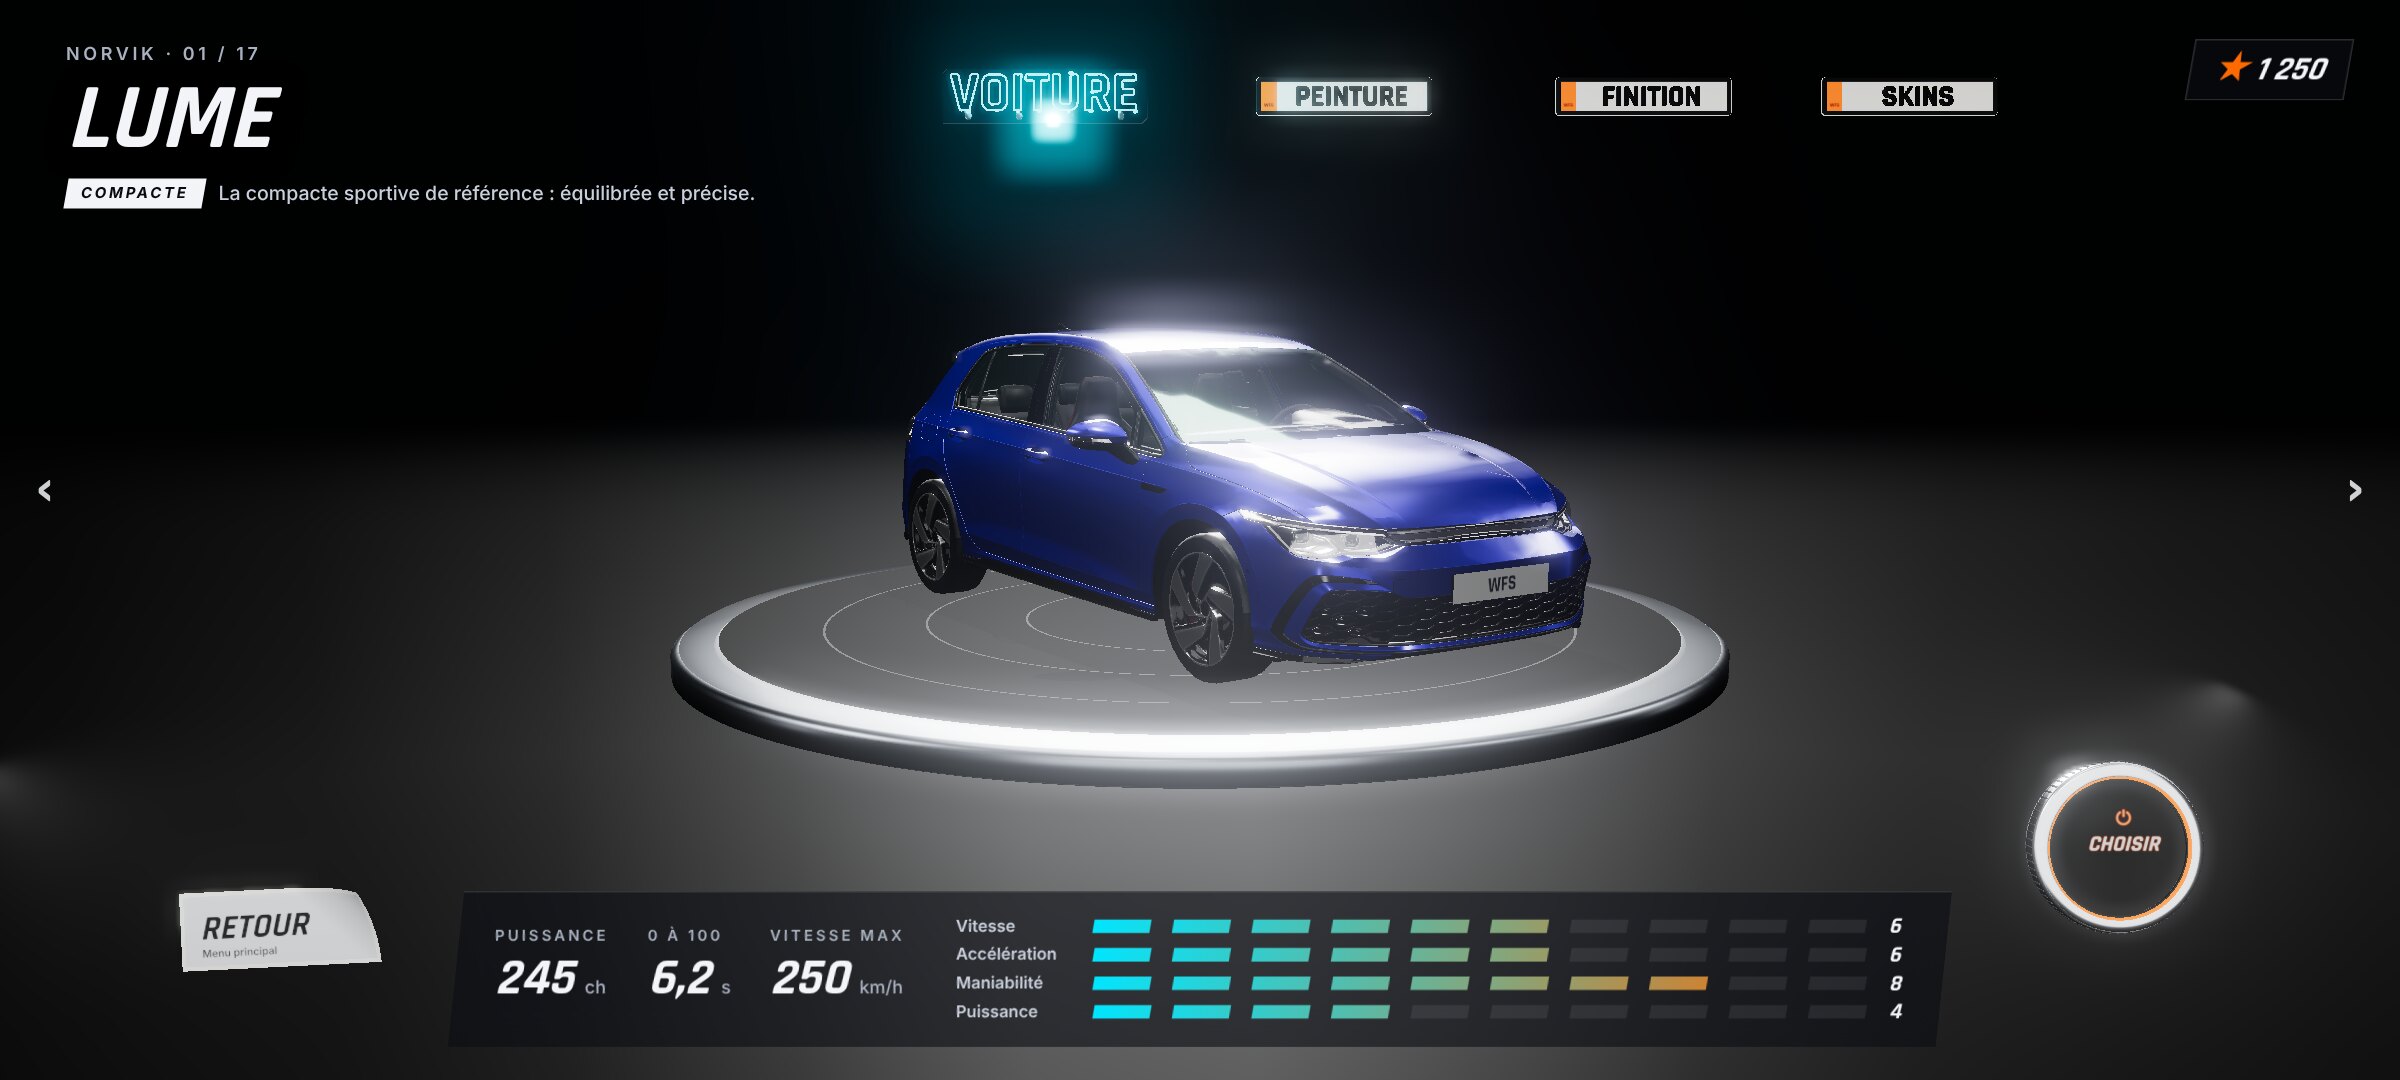 NORVIK · 01 / 17
LUME
COMPACTE La compacte sportive de référence : équilibrée et précise.
VOITURE
PEINTURE
FINITION
SKINS
1 250
WFS
CHOISIR
RETOUR
Menu principal
PUISSANCE
245 ch
0 À 100
6,2 s
VITESSE MAX
250 km/h
Vitesse 6
Accélération 6
Maniabilité 8
Puissance 4